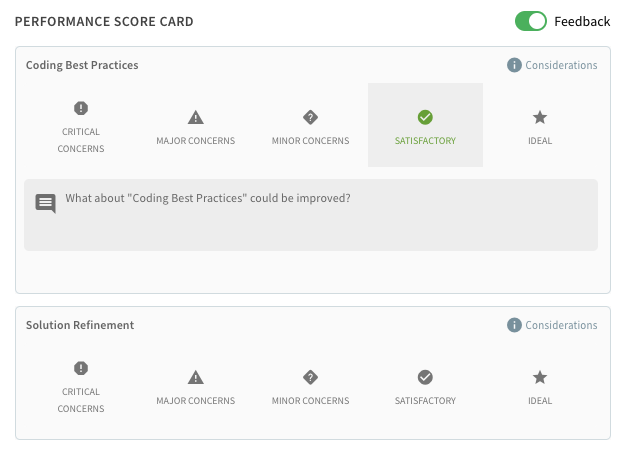 PERFORMANCE SCORE CARD
Feedback
Coding Best Practices
Considerations
CRITICAL
CONCERNS
MAJOR CONCERNS
MINOR CONCERNS
SATISFACTORY
IDEAL
What about "Coding Best Practices" could be improved?
Solution Refinement
Considerations
CRITICAL
CONCERNS
MAJOR CONCERNS
MINOR CONCERNS
SATISFACTORY
IDEAL